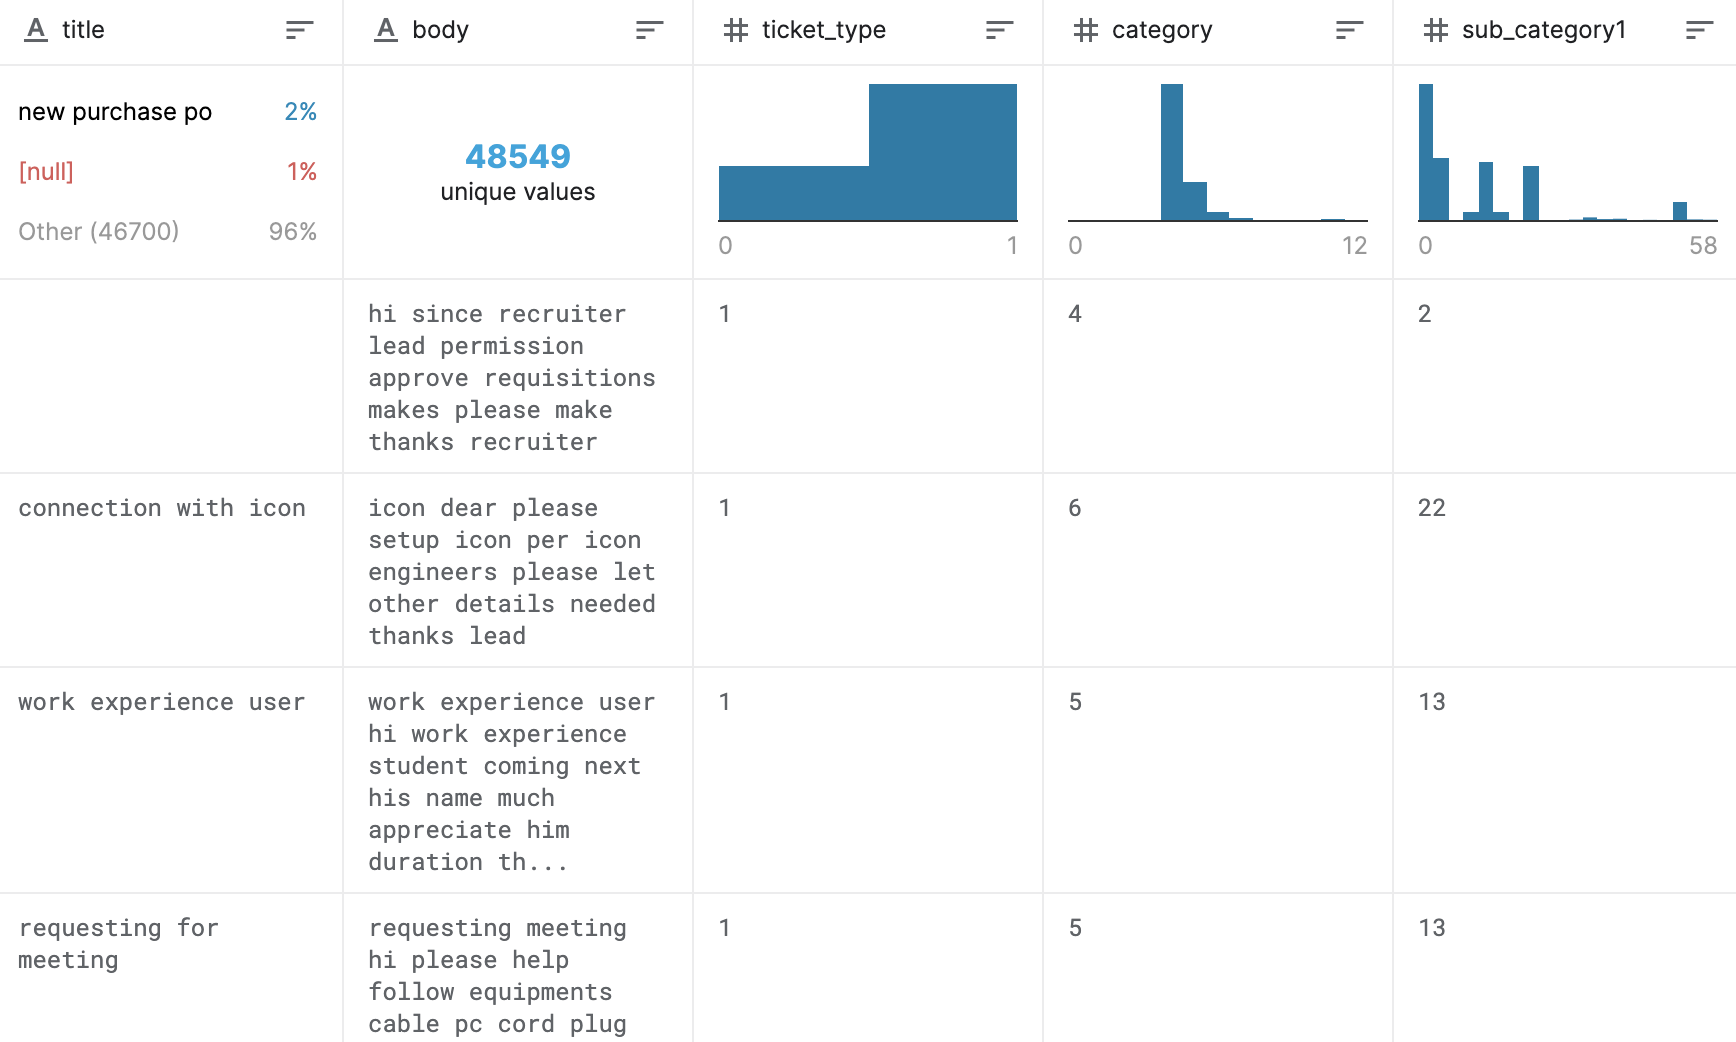 A title
A body
# ticket_type
# category
# sub_category1
new purchase po 2%
[null] 1%
Other (46700) 96%
48549
unique values
0 1
0 12
0 58
hi since recruiter
lead permission
approve requisitions
makes please make
thanks recruiter
1
4
2
connection with icon
icon dear please
setup icon per icon
engineers please let
other details needed
thanks lead
1
6
22
work experience user
work experience user
hi work experience
student coming next
his name much
appreciate him
duration th...
1
5
13
requesting for
meeting
requesting meeting
hi please help
follow equipments
cable pc cord plug
1
5
13